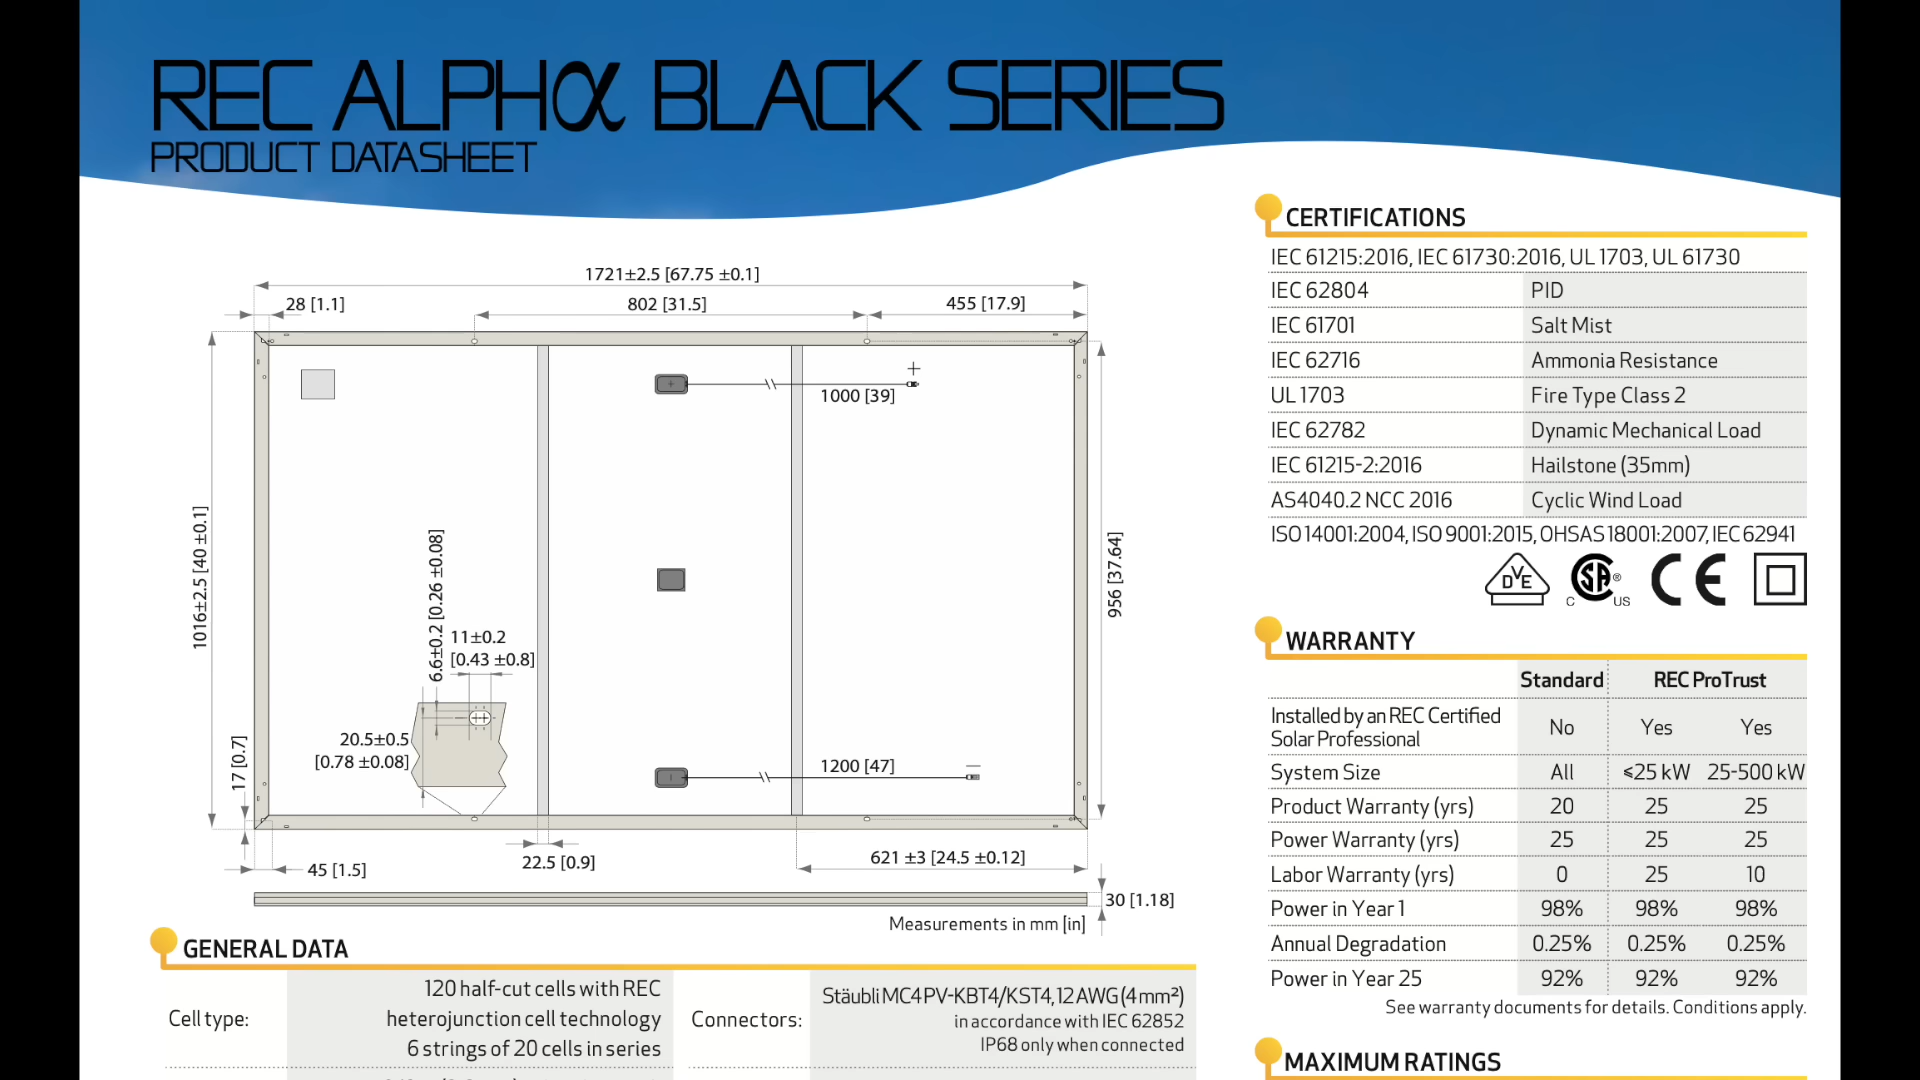 REC ALPHα BLACK SERIES
PRODUCT DATASHEET
1721±2.5 [67.75 ±0.1]
28 [1.1]
802 [31.5]
455 [17.9]
+
1000 [39]
1016±2.5 [40 ±0.1]
956 [37.64]
6.6±0.2 [0.26 ±0.08]
11±0.2
[0.43 ±0.8]
20.5±0.5
[0.78 ±0.08]
17 [0.7]
1200 [47]
45 [1.5]
22.5 [0.9]
621 ±3 [24.5 ±0.12]
30 [1.18]
Measurements in mm [in]
GENERAL DATA
Cell type:
120 half-cut cells with REC
heterojunction cell technology
6 strings of 20 cells in series
Connectors:
Stäubli MC4 PV-KBT4/KST4, 12 AWG (4 mm²)
in accordance with IEC 62852
IP68 only when connected
CERTIFICATIONS
IEC 61215:2016, IEC 61730:2016, UL 1703, UL 61730
IEC 62804 PID
IEC 61701 Salt Mist
IEC 62716 Ammonia Resistance
UL 1703 Fire Type Class 2
IEC 62782 Dynamic Mechanical Load
IEC 61215-2:2016 Hailstone (35mm)
AS4040.2 NCC 2016 Cyclic Wind Load
ISO 14001:2004, ISO 9001:2015, OHSAS 18001:2007, IEC 62941
DVE
C SA ® US
CE
WARRANTY
Standard REC ProTrust
Installed by an REC Certified
Solar Professional
No Yes Yes
System Size All ≤25 kW 25-500 kW
Product Warranty (yrs) 20 25 25
Power Warranty (yrs) 25 25 25
Labor Warranty (yrs) 0 25 10
Power in Year 1 98% 98% 98%
Annual Degradation 0.25% 0.25% 0.25%
Power in Year 25 92% 92% 92%
See warranty documents for details. Conditions apply.
MAXIMUM RATINGS